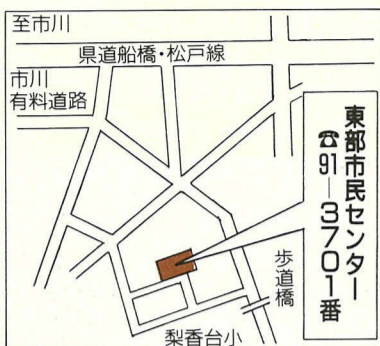 至市川
県道船橋・松戸線
市川
有料道路
東部市民センター
☎91―3701番
歩道橋
梨香台小